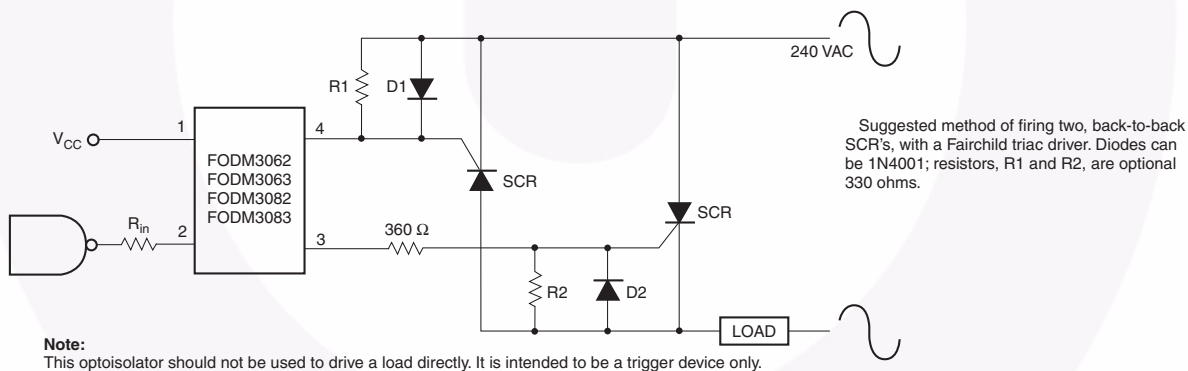 240 VAC
R1
D1
VCC
1
4
FODM3062
FODM3063
FODM3082
FODM3083
SCR
Suggested method of firing two, back-to-back
SCR's, with a Fairchild triac driver. Diodes can
be 1N4001; resistors, R1 and R2, are optional
330 ohms.
Rin
2
3
360 Ω
SCR
R2
D2
LOAD
Note:
This optoisolator should not be used to drive a load directly. It is intended to be a trigger device only.